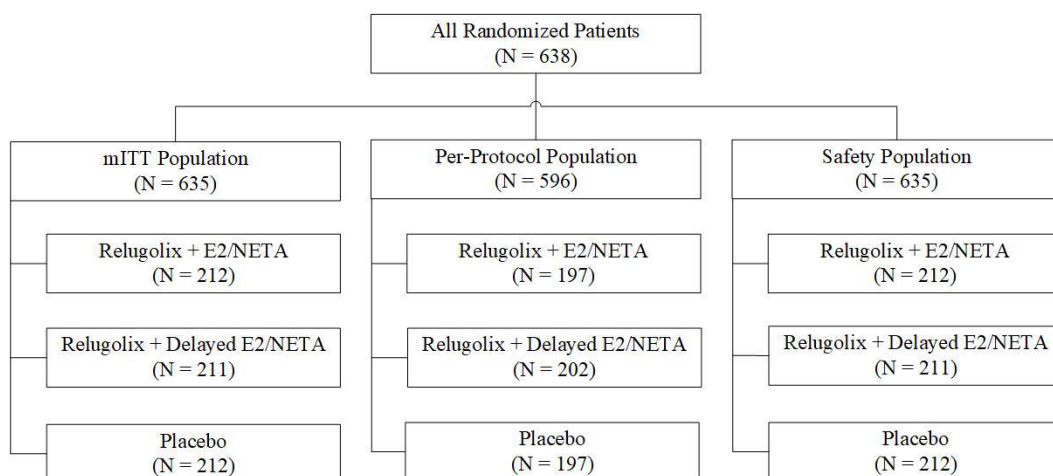 All Randomized Patients
(N = 638)
mITT Population
(N = 635)
Per-Protocol Population
(N = 596)
Safety Population
(N = 635)
Relugolix + E2/NETA
(N = 212)
Relugolix + E2/NETA
(N = 197)
Relugolix + E2/NETA
(N = 212)
Relugolix + Delayed E2/NETA
(N = 211)
Relugolix + Delayed E2/NETA
(N = 202)
Relugolix + Delayed E2/NETA
(N = 211)
Placebo
(N = 212)
Placebo
(N = 197)
Placebo
(N = 212)